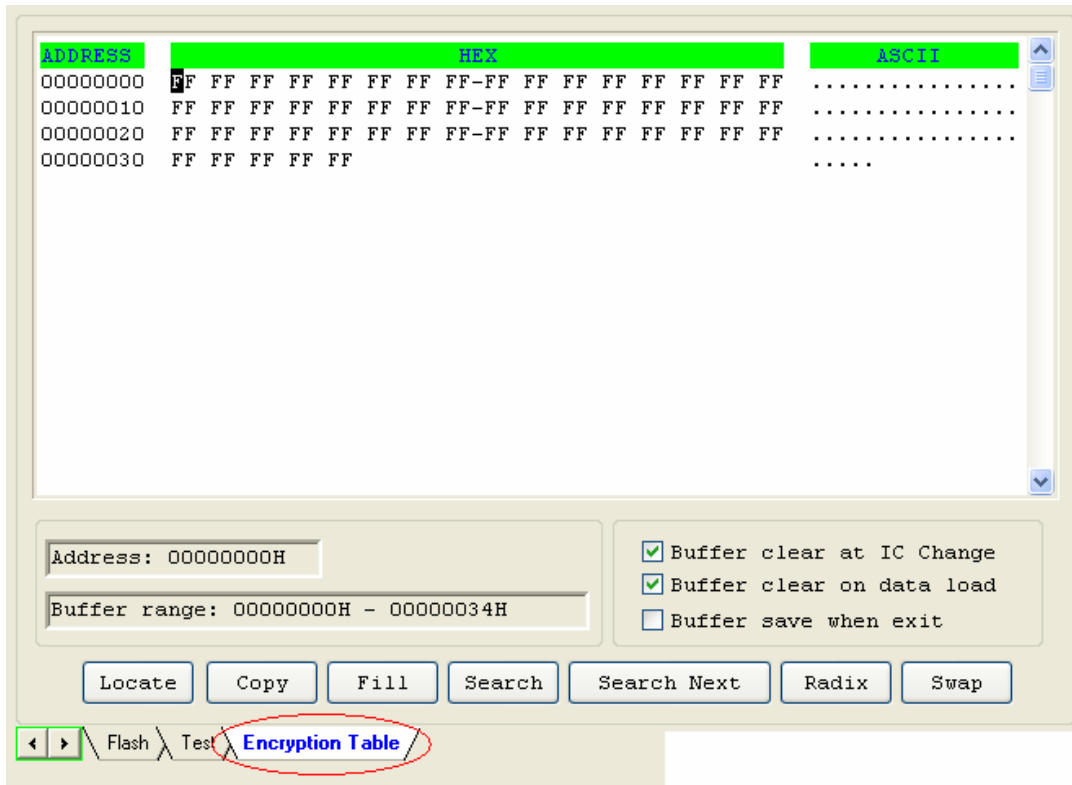 ADDRESS HEX ASCII
00000000 FF FF FF FF FF FF FF FF-FF FF FF FF FF FF FF FF ................
00000010 FF FF FF FF FF FF FF FF-FF FF FF FF FF FF FF FF ................
00000020 FF FF FF FF FF FF FF FF-FF FF FF FF FF FF FF FF ................
00000030 FF FF FF FF FF .....
Address: 00000000H
Buffer range: 00000000H - 00000034H
Buffer clear at IC Change
Buffer clear on data load
Buffer save when exit
Locate Copy Fill Search Search Next Radix Swap
Flash Test Encryption Table